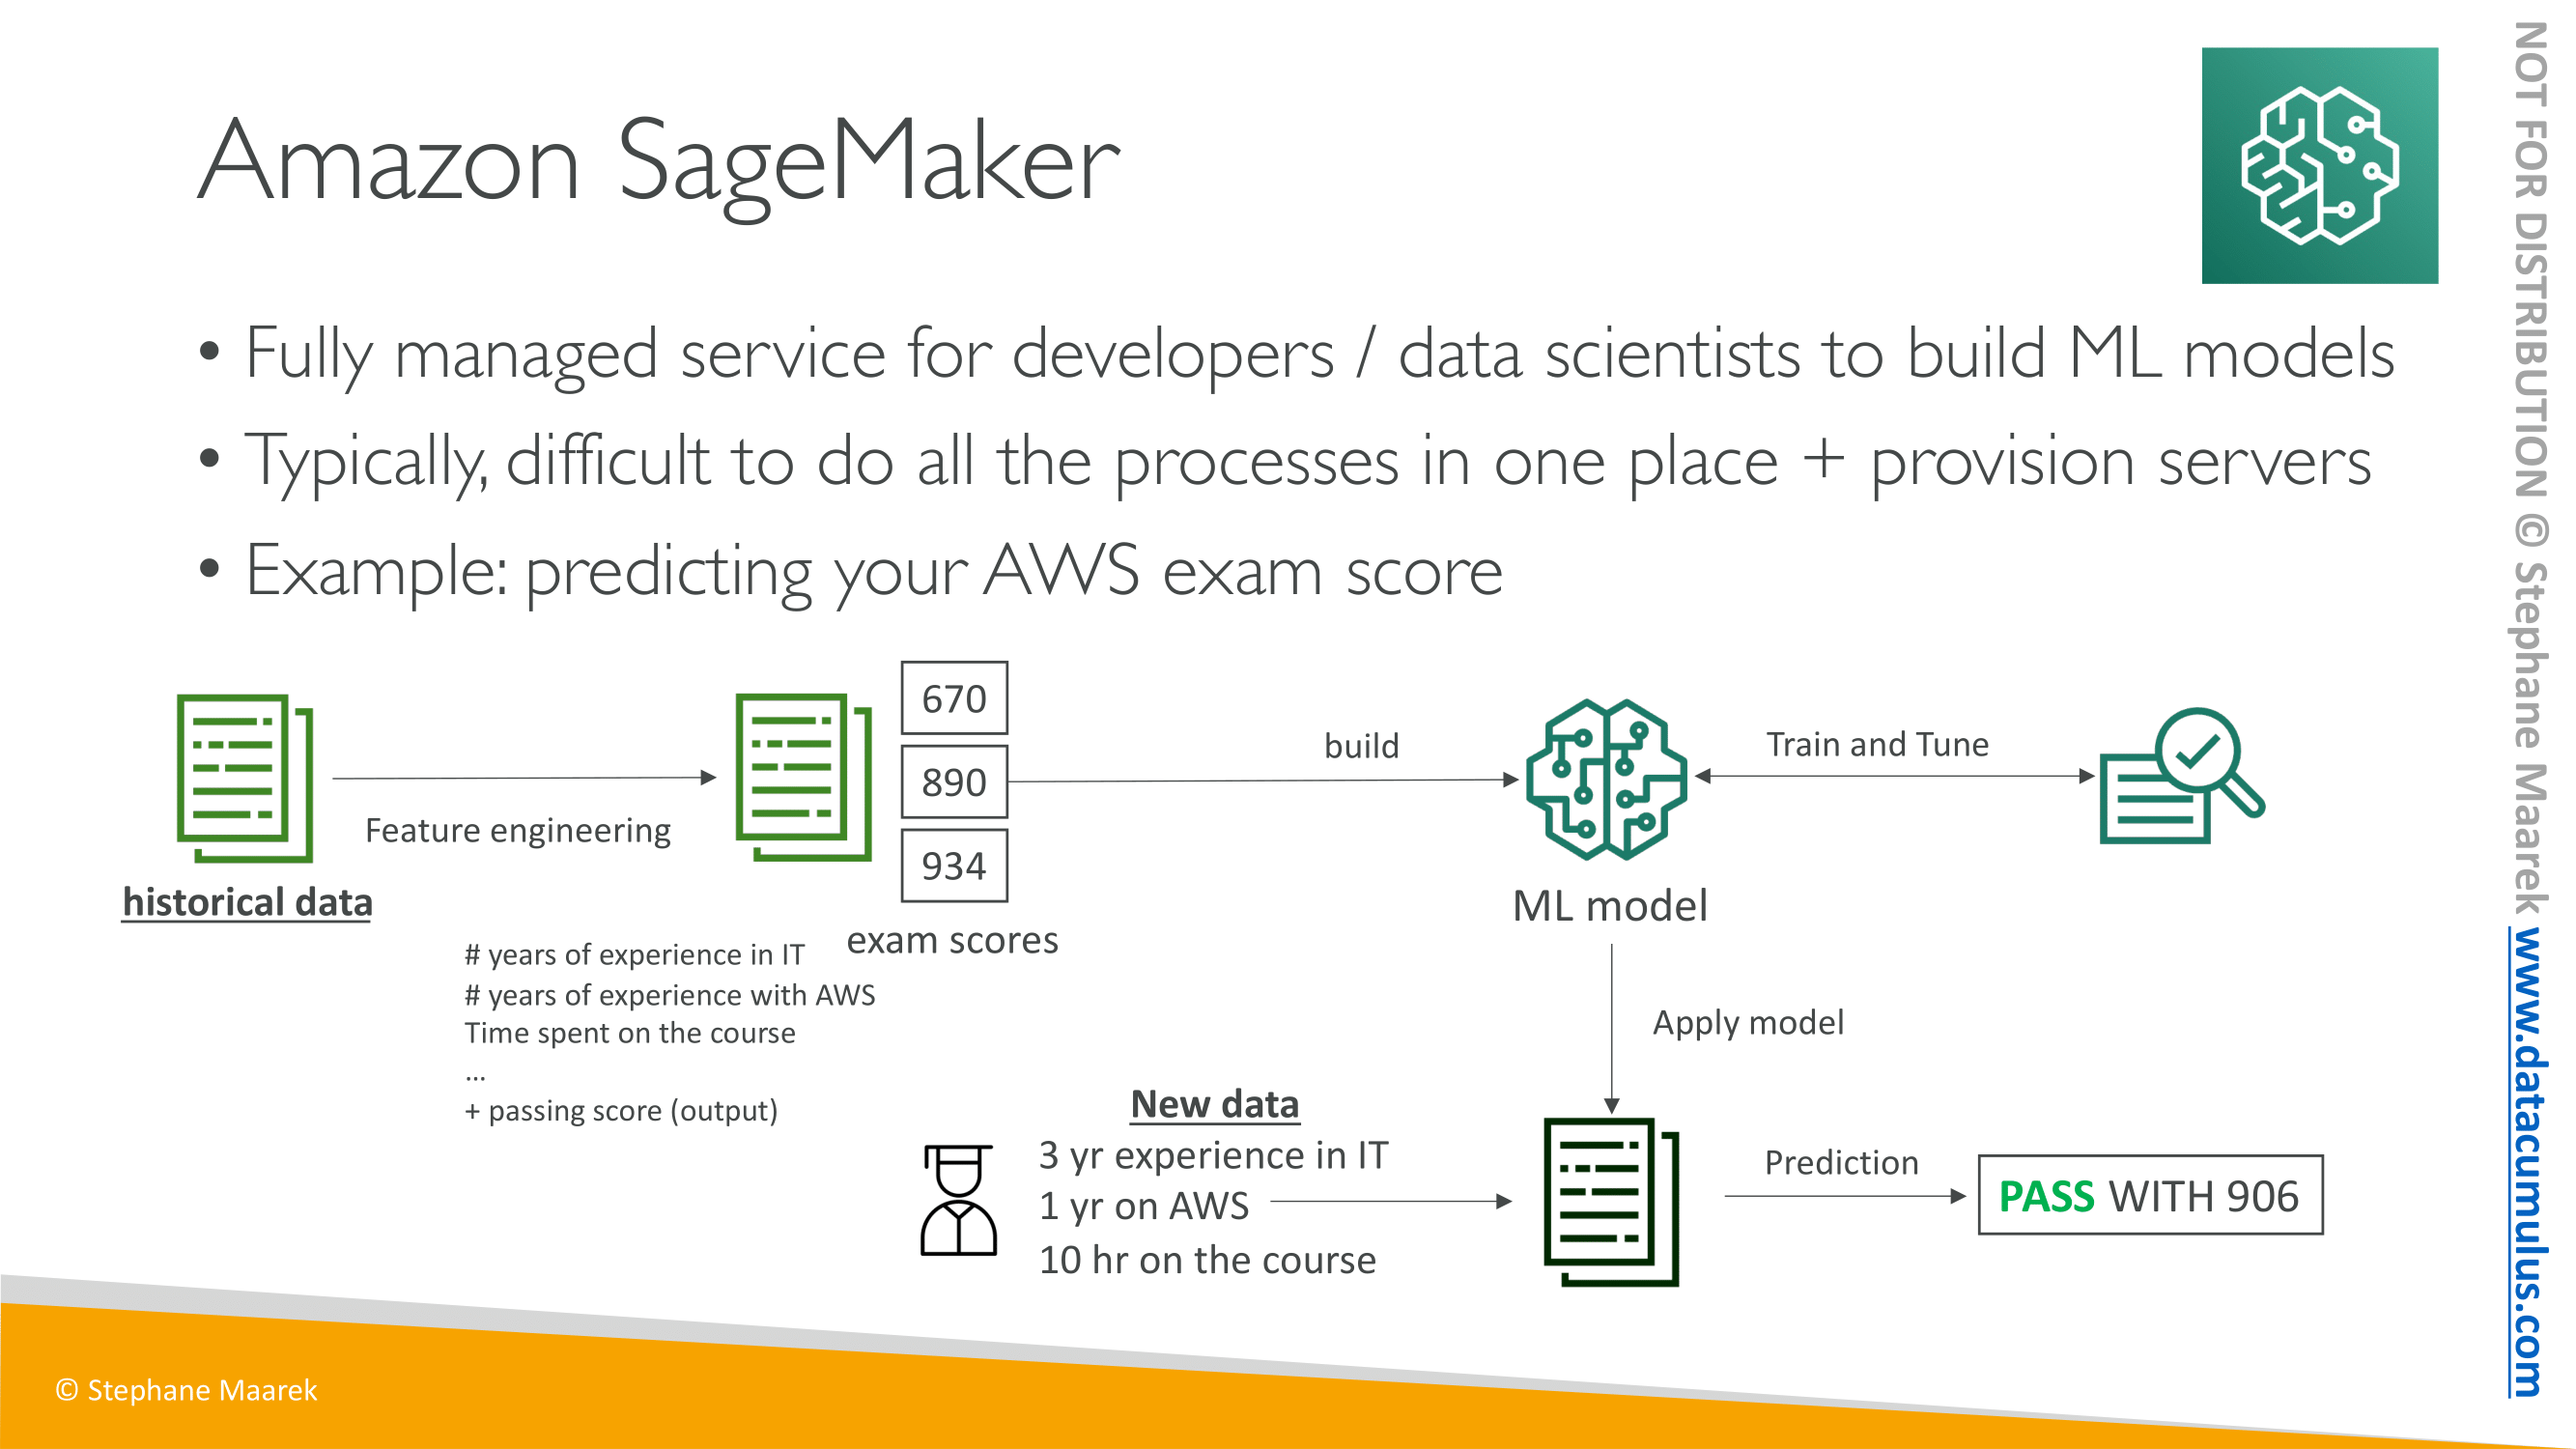 Amazon SageMaker
• Fully managed service for developers / data scientists to build ML models
• Typically, difficult to do all the processes in one place + provision servers
• Example: predicting your AWS exam score
historical data
Feature engineering
# years of experience in IT
# years of experience with AWS
Time spent on the course
...
+ passing score (output)
670
890
934
exam scores
build
ML model
Train and Tune
Apply model
New data
3 yr experience in IT
1 yr on AWS
10 hr on the course
Prediction
PASS WITH 906
© Stephane Maarek
NOT FOR DISTRIBUTION © Stephane Maarek www.datacumulus.com